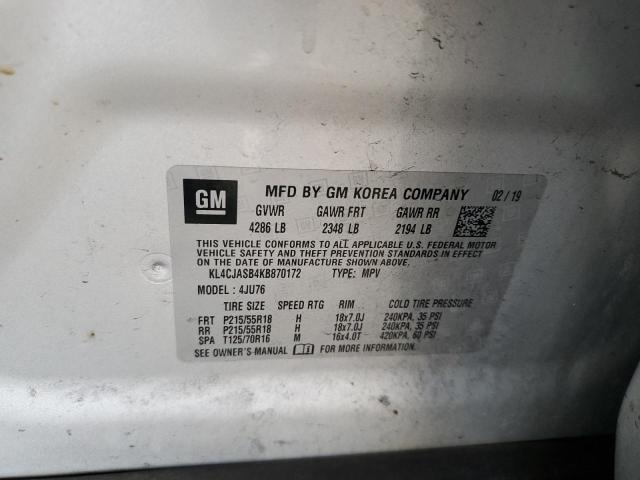 GM MFD BY GM KOREA COMPANY 02 / 19
GVWR GAWR FRT GAWR RR
4286 LB 2348 LB 2194 LB
THIS VEHICLE CONFORMS TO ALL APPLICABLE U.S. FEDERAL MOTOR
VEHICLE SAFETY AND THEFT PREVENTION STANDARDS IN EFFECT ON
THE DATE OF MANUFACTURE SHOWN ABOVE.
KL4CJASB4KB870172 TYPE: MPV
MODEL : 4JU76
TIRE SIZE SPEED RTG RIM COLD TIRE PRESSURE
FRT P215/55R18 H 18x7.0J 240KPA, 35 PSI
RR P215/55R18 H 18x7.0J 240KPA, 35 PSI
SPA T125/70R16 M 16x4.0T 420KPA, 60 PSI
SEE OWNER'S MANUAL FOR MORE INFORMATION.